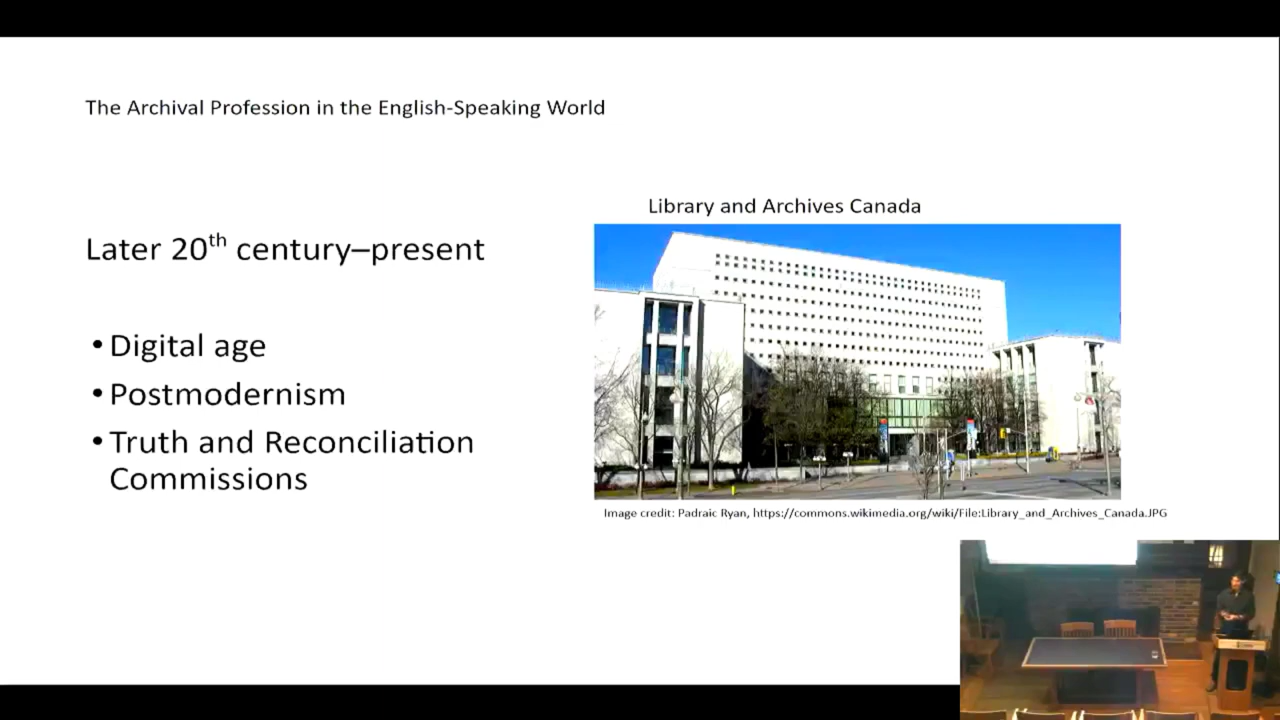 The Archival Profession in the English-Speaking World
Library and Archives Canada
Later 20th century–present
• Digital age
• Postmodernism
• Truth and Reconciliation
Commissions
Image credit: Padraic Ryan, https://commons.wikimedia.org/wiki/File:Library_and_Archives_Canada.JPG